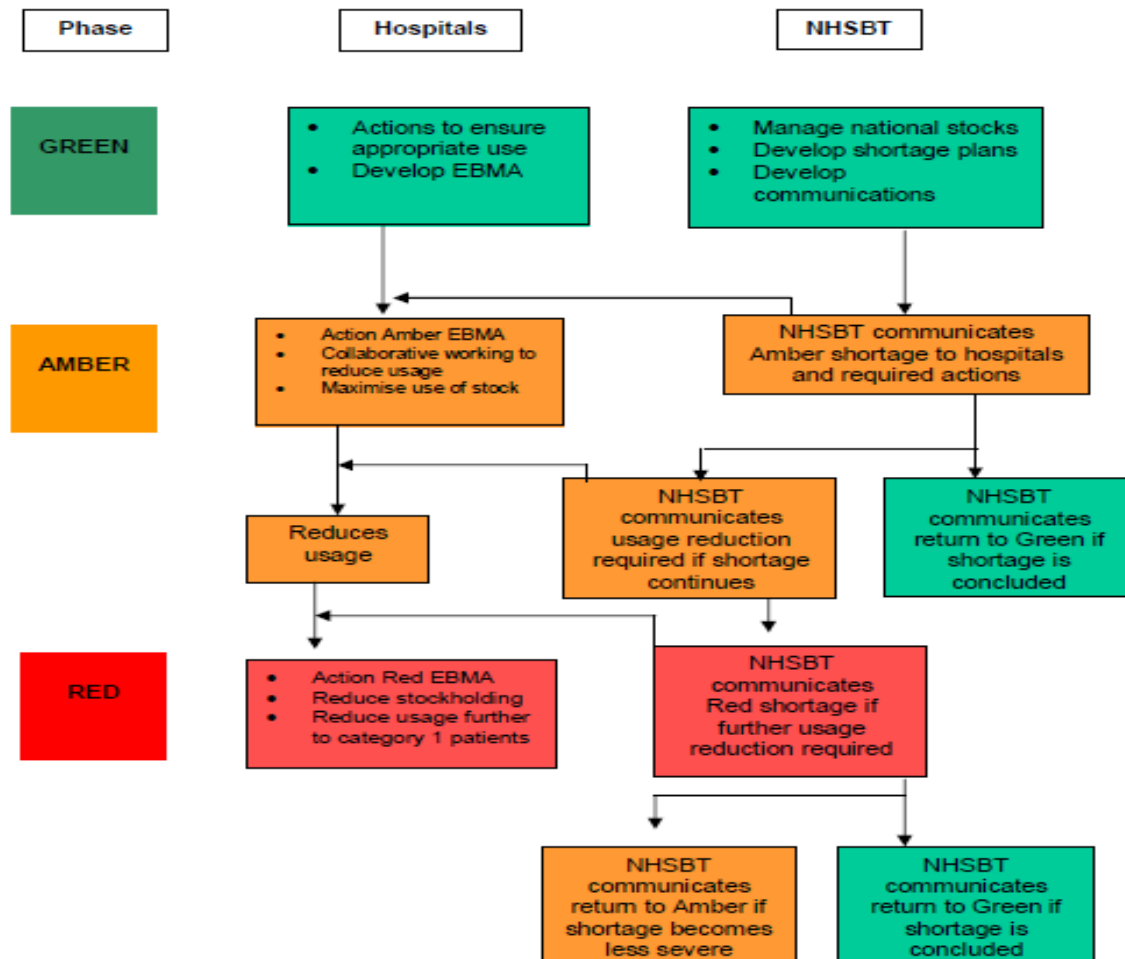 Phase
Hospitals
NHSBT
GREEN
• Actions to ensure
appropriate use
• Develop EBMA
• Manage national stocks
• Develop shortage plans
• Develop
communications
AMBER
• Action Amber EBMA
• Collaborative working to
reduce usage
• Maximise use of stock
NHSBT communicates
Amber shortage to hospitals
and required actions
Reduces
usage
NHSBT
communicates
usage reduction
required if shortage
continues
NHSBT
communicates
return to Green if
shortage is
concluded
RED
• Action Red EBMA
• Reduce stockholding
• Reduce usage further
to category 1 patients
NHSBT
communicates
Red shortage if
further usage
reduction required
NHSBT
communicates
return to Amber if
shortage becomes
less severe
NHSBT
communicates
return to Green if
shortage is
concluded